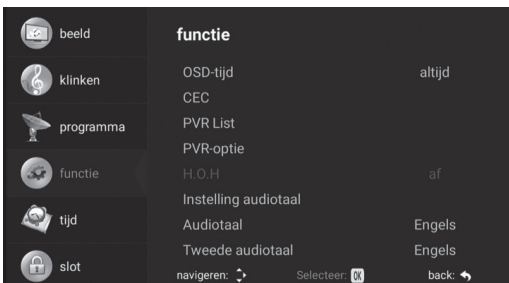 beeld
klinken
programma
functie
tijd
slot
functie
OSD-tijd altijd
CEC
PVR List
PVR-optie
H.O.H af
Instelling audiotaal
Audiotaal Engels
Tweede audiotaal Engels
navigeren: Selecteer: OK back: